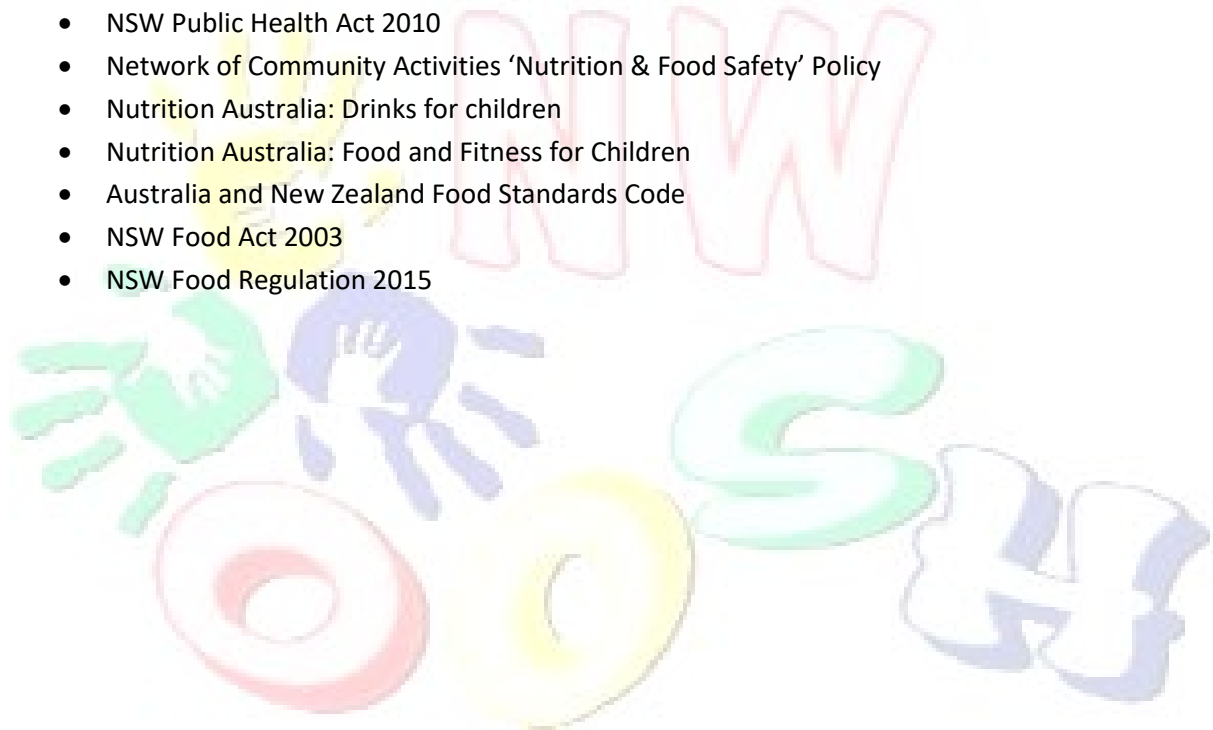 • NSW Public Health Act 2010
• Network of Community Activities ‘Nutrition & Food Safety’ Policy
• Nutrition Australia: Drinks for children
• Nutrition Australia: Food and Fitness for Children
• Australia and New Zealand Food Standards Code
• NSW Food Act 2003
• NSW Food Regulation 2015
NW
OOSH